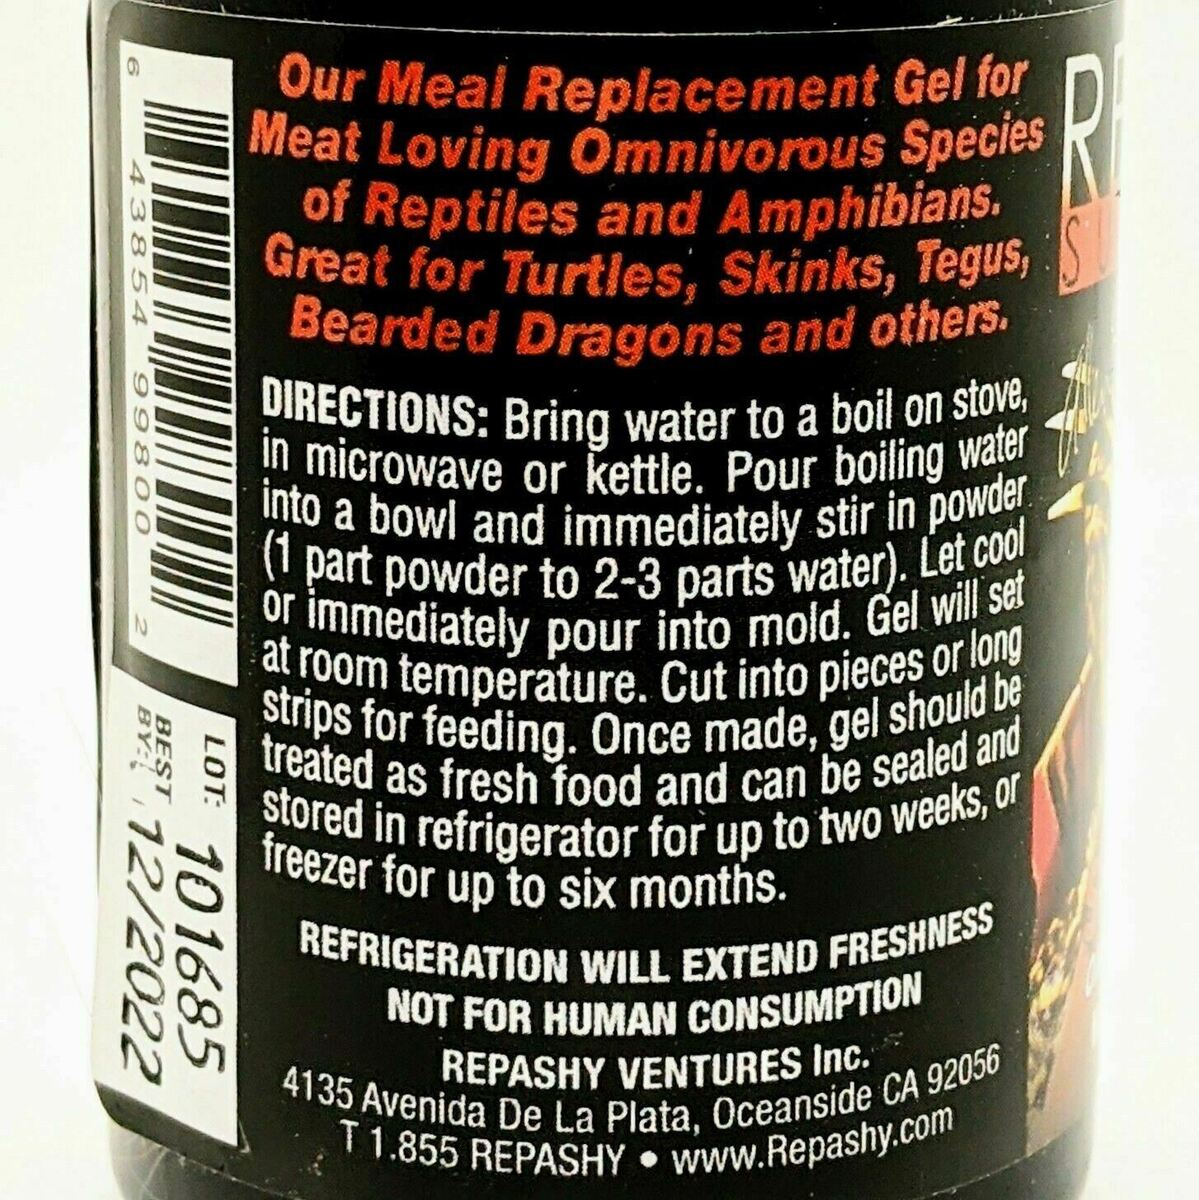 Our Meal Replacement Gel for
Meat Loving Omnivorous Species
of Reptiles and Amphibians.
Great for Turtles, Skinks, Tegus,
Bearded Dragons and others.
DIRECTIONS: Bring water to a boil on stove,
in microwave or kettle. Pour boiling water
into a bowl and immediately stir in powder
(1 part powder to 2-3 parts water). Let cool
or immediately pour into mold. Gel will set
at room temperature. Cut into pieces or long
strips for feeding. Once made, gel should be
treated as fresh food and can be sealed and
stored in refrigerator for up to two weeks, or
freezer for up to six months.
REFRIGERATION WILL EXTEND FRESHNESS
NOT FOR HUMAN CONSUMPTION
REPASHY VENTURES Inc.
4135 Avenida De La Plata, Oceanside CA 92056
T 1.855 REPASHY • www.Repashy.com
6 43854 99800 2
LOT: 101685
BEST BY: 12/2022